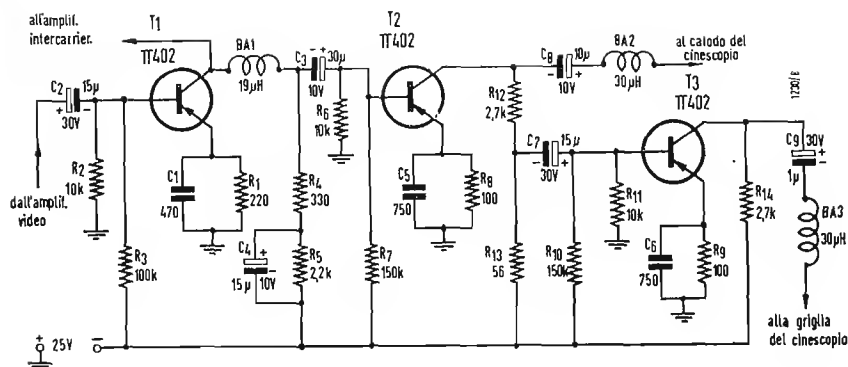 all'amplif.
intercarrier.
T1
TT402
BA1
19µH
C3
30µ
10V
T2
TT402
C8
10µ
10V
BA2
30µH
al catodo del
cinescopio
T3
TT402
1230/E
C2
15µ
30V
R2
10k
dall'amplif.
video
R3
100k
C1
470
R1
220
R4
330
C4
15µ
10V
R5
2,2k
R6
10k
R7
150k
C5
750
R8
100
R12
2,7k
C7
15µ
30V
R13
56
R10
150k
R11
10k
C6
750
R9
100
R14
2,7k
C9
30V
1µ
BA3
30µH
alla griglia
del cinescopio
+ 25V −